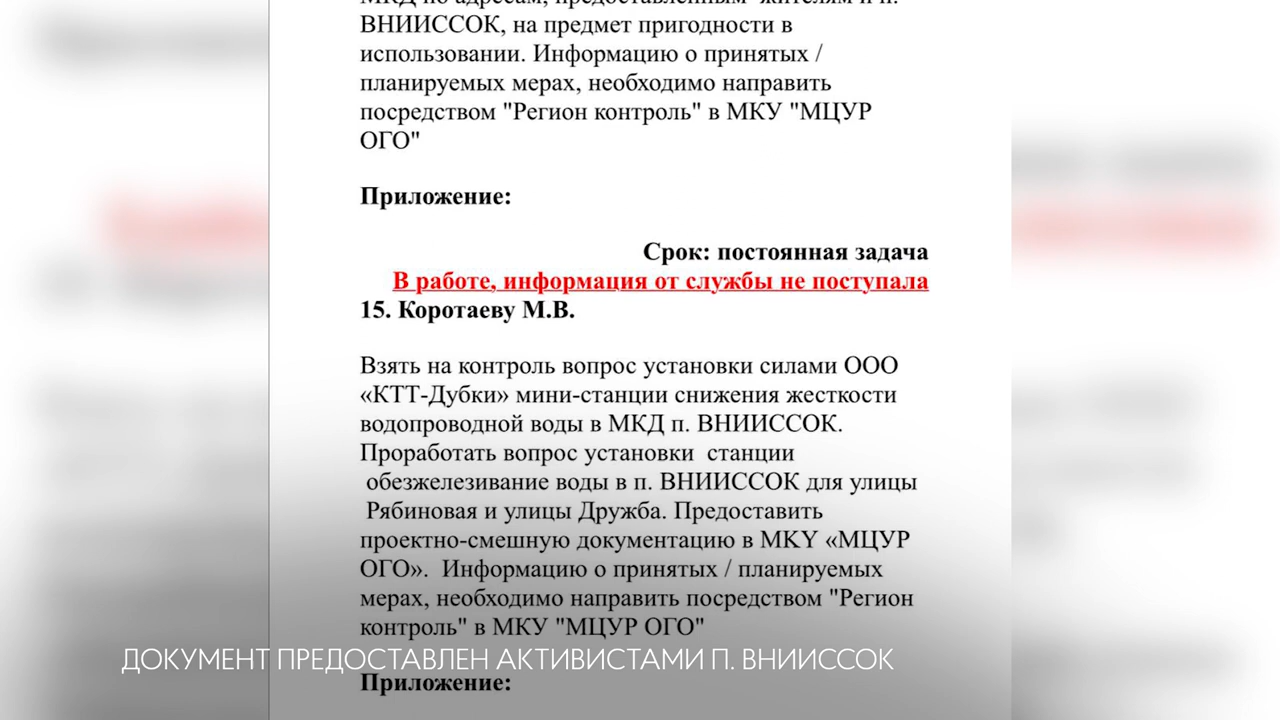 МКД по адресам, предоставленным жителям и п.
ВНИИССОК, на предмет пригодности в
использовании. Информацию о принятых /
планируемых мерах, необходимо направить
посредством "Регион контроль" в МКУ "МЦУР
ОГО"
Приложение:
Срок: постоянная задача
В работе, информация от службы не поступала
15. Коротаеву М.В.
Взять на контроль вопрос установки силами ООО
«КТТ-Дубки» мини-станции снижения жесткости
водопроводной воды в МКД п. ВНИИССОК.
Проработать вопрос установки станции
обезжелезивание воды в п. ВНИИССОК для улицы
Рябиновая и улицы Дружба. Предоставить
проектно-смешную документацию в MKY «МЦУР
ОГО». Информацию о принятых / планируемых
мерах, необходимо направить посредством "Регион
контроль" в МКУ "МЦУР ОГО"
ДОКУМЕНТ ПРЕДОСТАВЛЕН АКТИВИСТАМИ П. ВНИИССОК
Приложение: